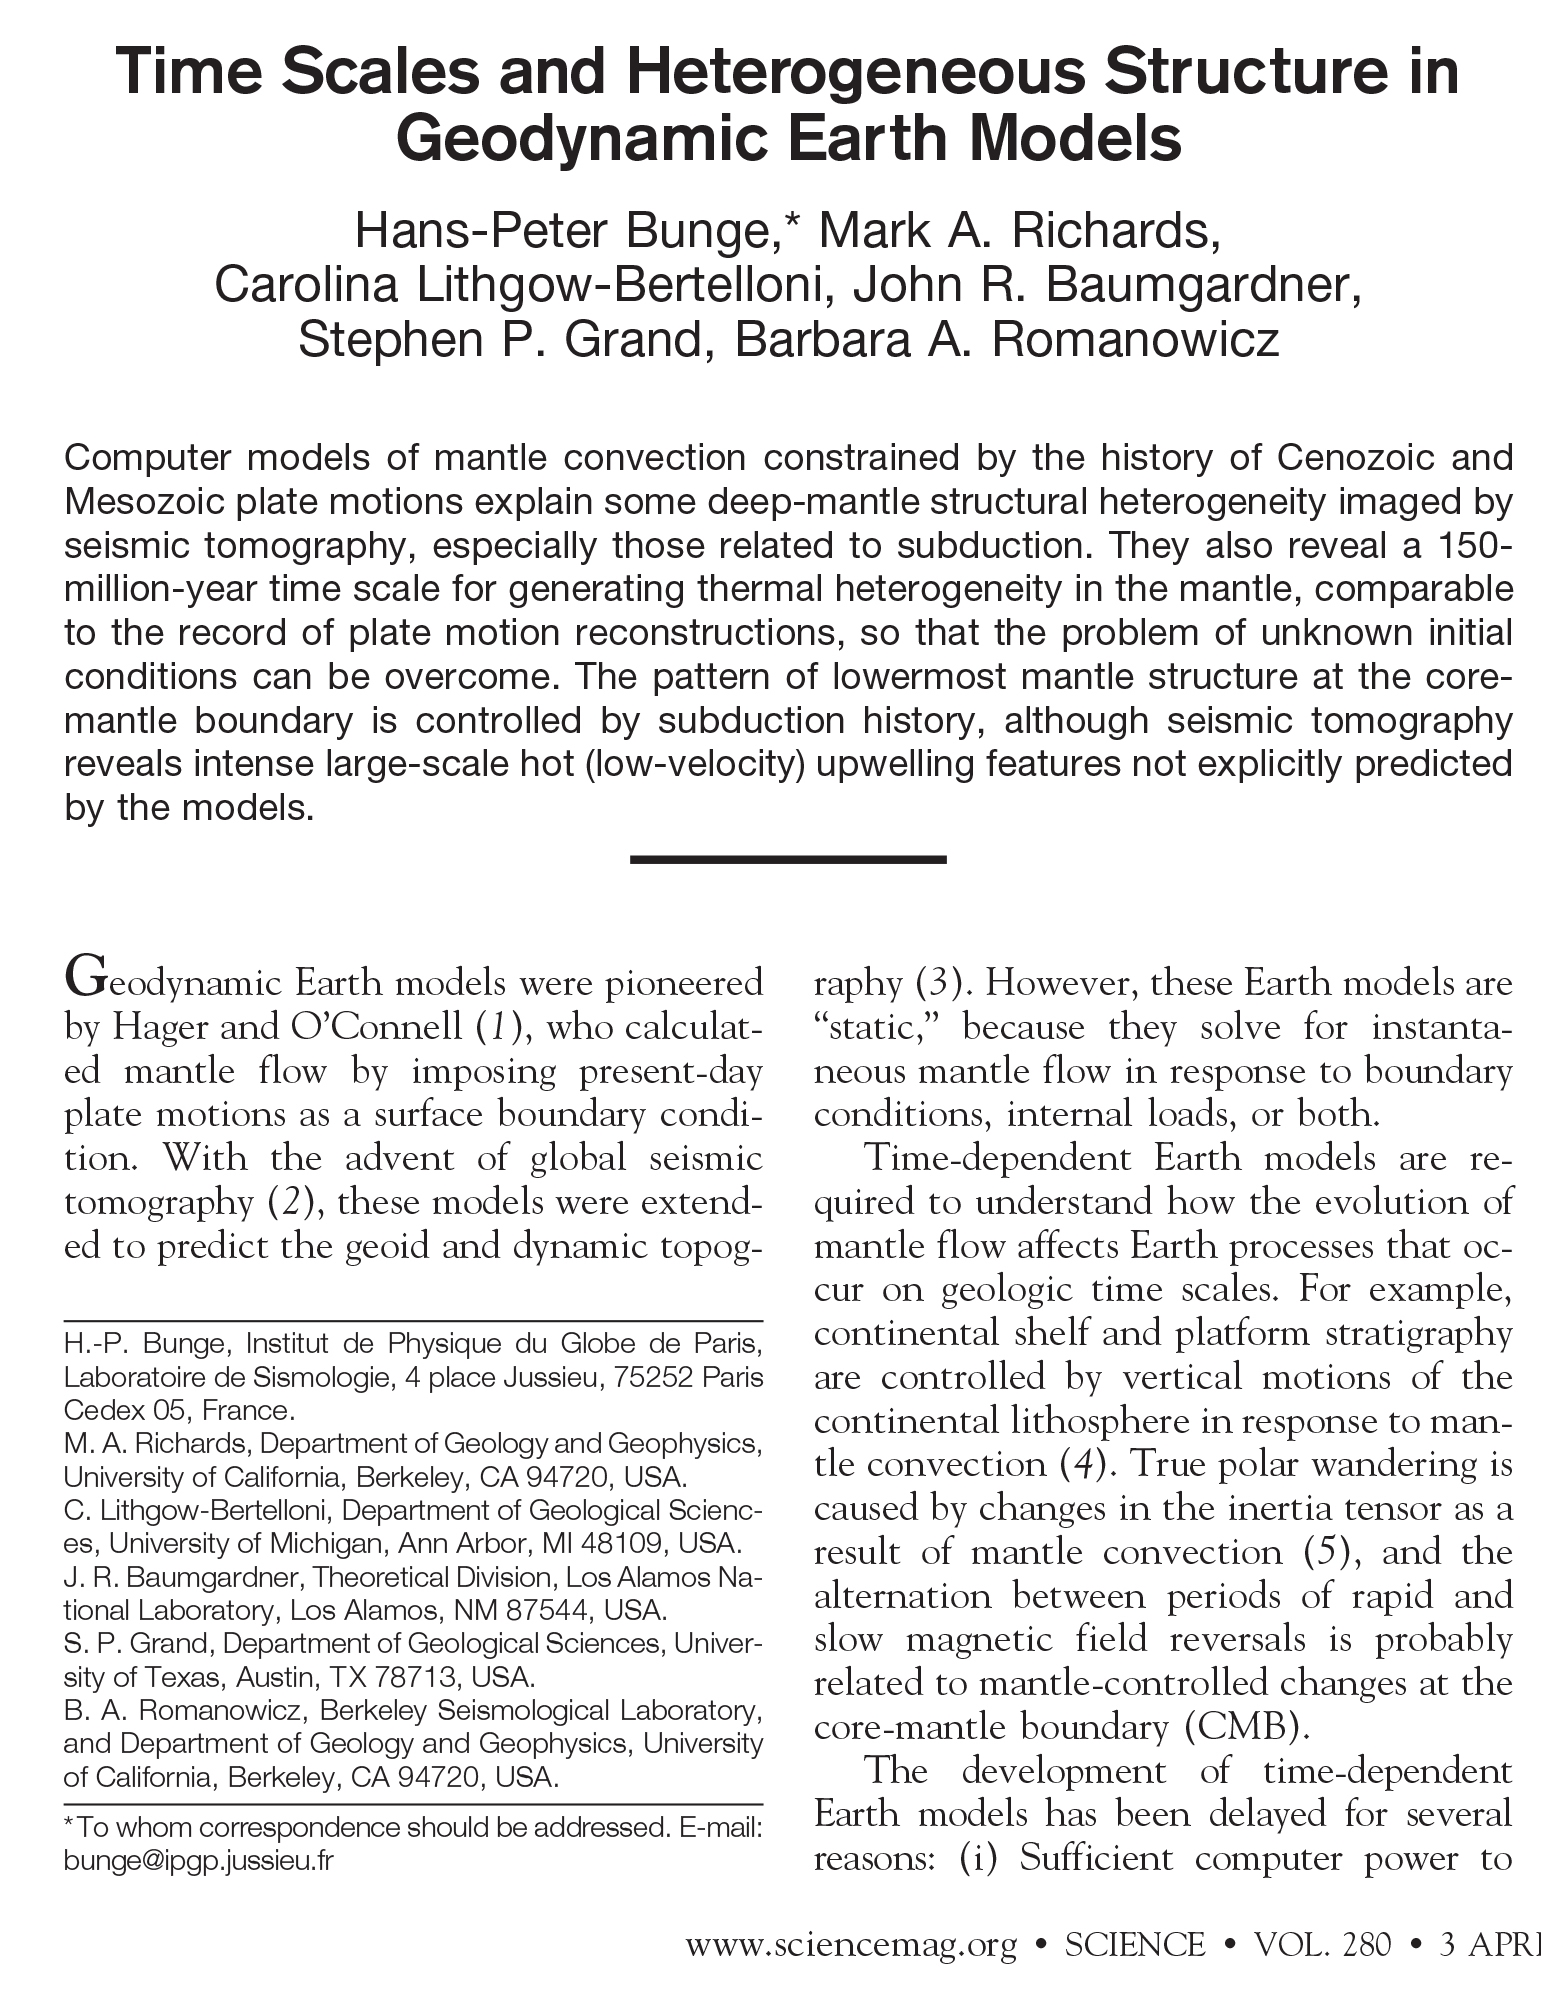 Time Scales and Heterogeneous Structure in
Geodynamic Earth Models
Hans-Peter Bunge,* Mark A. Richards,
Carolina Lithgow-Bertelloni, John R. Baumgardner,
Stephen P. Grand, Barbara A. Romanowicz
Computer models of mantle convection constrained by the history of Cenozoic and
Mesozoic plate motions explain some deep-mantle structural heterogeneity imaged by
seismic tomography, especially those related to subduction. They also reveal a 150-
million-year time scale for generating thermal heterogeneity in the mantle, comparable
to the record of plate motion reconstructions, so that the problem of unknown initial
conditions can be overcome. The pattern of lowermost mantle structure at the core-
mantle boundary is controlled by subduction history, although seismic tomography
reveals intense large-scale hot (low-velocity) upwelling features not explicitly predicted
by the models.
Geodynamic Earth models were pioneered
by Hager and O'Connell (1), who calculat-
ed mantle flow by imposing present-day
plate motions as a surface boundary condi-
tion. With the advent of global seismic
tomography (2), these models were extend-
ed to predict the geoid and dynamic topog-
H.-P. Bunge, Institut de Physique du Globe de Paris,
Laboratoire de Sismologie, 4 place Jussieu, 75252 Paris
Cedex 05, France.
M. A. Richards, Department of Geology and Geophysics,
University of California, Berkeley, CA 94720, USA.
C. Lithgow-Bertelloni, Department of Geological Scienc-
es, University of Michigan, Ann Arbor, MI 48109, USA.
J. R. Baumgardner, Theoretical Division, Los Alamos Na-
tional Laboratory, Los Alamos, NM 87544, USA.
S. P. Grand, Department of Geological Sciences, Univer-
sity of Texas, Austin, TX 78713, USA.
B. A. Romanowicz, Berkeley Seismological Laboratory,
and Department of Geology and Geophysics, University
of California, Berkeley, CA 94720, USA.
*To whom correspondence should be addressed. E-mail:
bunge@ipgp.jussieu.fr
raphy (3). However, these Earth models are
“static,” because they solve for instanta-
neous mantle flow in response to boundary
conditions, internal loads, or both.
Time-dependent Earth models are re-
quired to understand how the evolution of
mantle flow affects Earth processes that oc-
cur on geologic time scales. For example,
continental shelf and platform stratigraphy
are controlled by vertical motions of the
continental lithosphere in response to man-
tle convection (4). True polar wandering is
caused by changes in the inertia tensor as a
result of mantle convection (5), and the
alternation between periods of rapid and
slow magnetic field reversals is probably
related to mantle-controlled changes at the
core-mantle boundary (CMB).
The development of time-dependent
Earth models has been delayed for several
reasons: (i) Sufficient computer power to
www.sciencemag.org • SCIENCE • VOL. 280 • 3 APRI